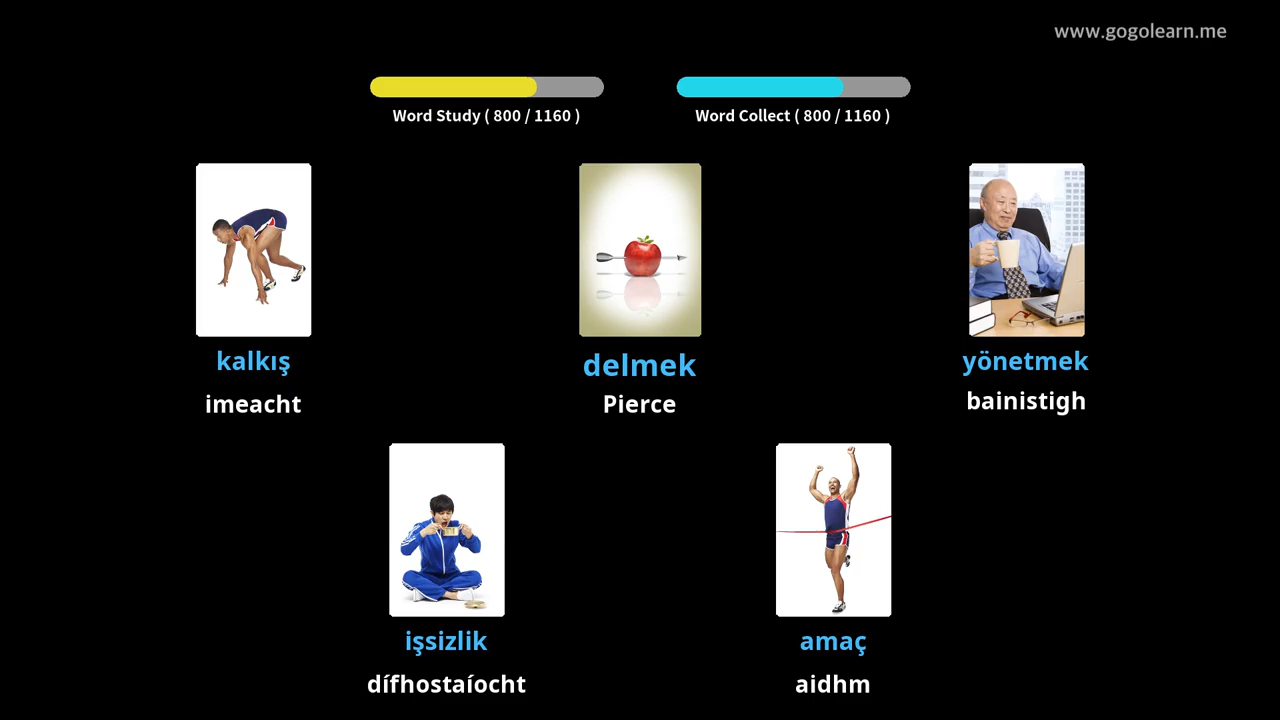 www.gogolearn.me
Word Study ( 800 / 1160 )
Word Collect ( 800 / 1160 )
kalkış
imeacht
delmek
Pierce
yönetmek
bainistigh
işsizlik
dífhostaíocht
amaç
aidhm